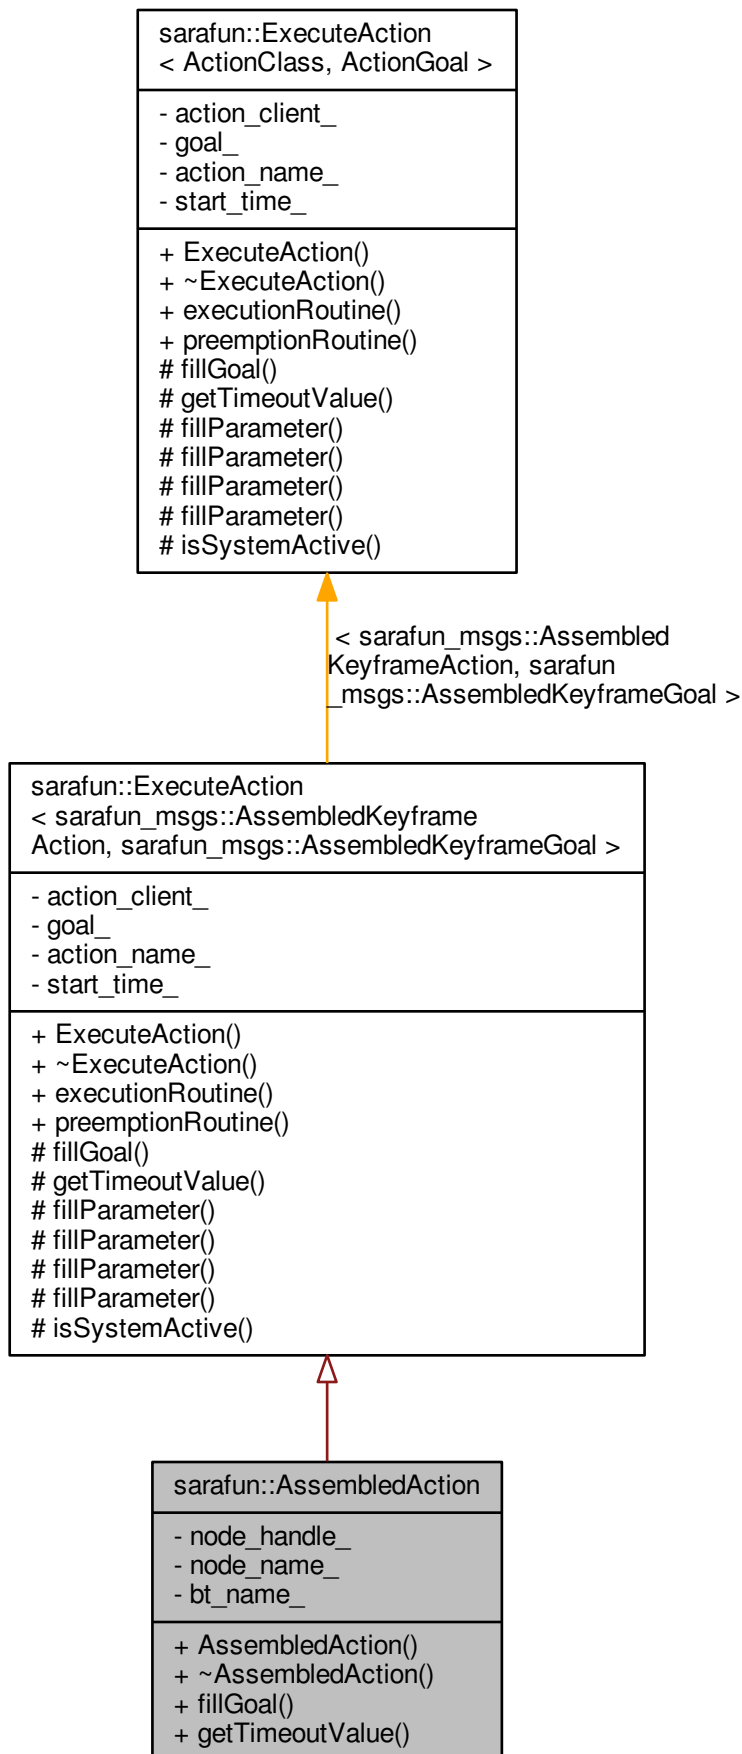 sarafun::ExecuteAction
< ActionClass, ActionGoal >
- action_client_
- goal_
- action_name_
- start_time_
+ ExecuteAction()
+ ~ExecuteAction()
+ executionRoutine()
+ preemptionRoutine()
# fillGoal()
# getTimeoutValue()
# fillParameter()
# fillParameter()
# fillParameter()
# fillParameter()
# isSystemActive()
< sarafun_msgs::Assembled
KeyframeAction, sarafun
_msgs::AssembledKeyframeGoal >
sarafun::ExecuteAction
< sarafun_msgs::AssembledKeyframe
Action, sarafun_msgs::AssembledKeyframeGoal >
- action_client_
- goal_
- action_name_
- start_time_
+ ExecuteAction()
+ ~ExecuteAction()
+ executionRoutine()
+ preemptionRoutine()
# fillGoal()
# getTimeoutValue()
# fillParameter()
# fillParameter()
# fillParameter()
# fillParameter()
# isSystemActive()
sarafun::AssembledAction
- node_handle_
- node_name_
- bt_name_
+ AssembledAction()
+ ~AssembledAction()
+ fillGoal()
+ getTimeoutValue()